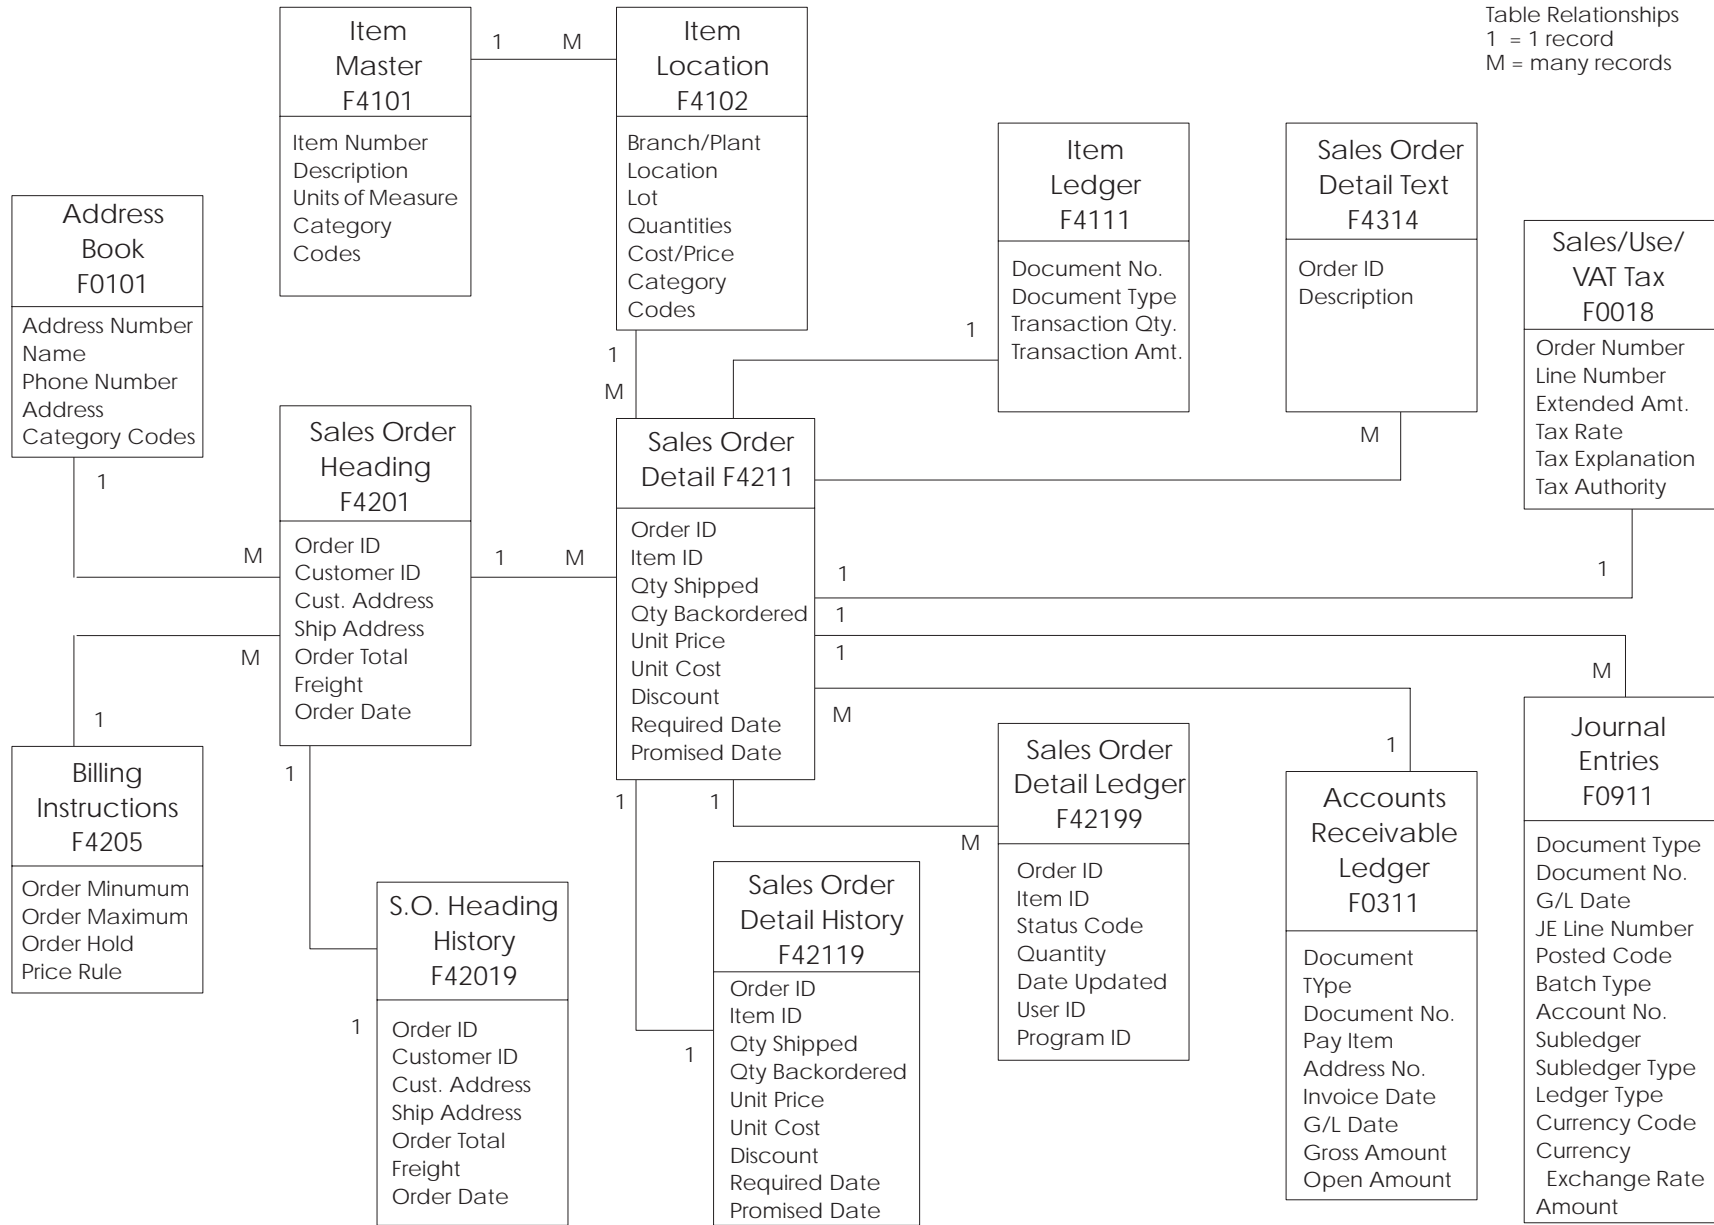 Table Relationships
1 = 1 record
M = many records
Item
Master
F4101
Item Number
Description
Units of Measure
Category
Codes
1 M
Item
Location
F4102
Branch/Plant
Location
Lot
Quantities
Cost/Price
Category
Codes
1
M
Item
Ledger
F4111
Document No.
Document Type
Transaction Qty.
Transaction Amt.
1
Sales Order
Detail Text
F4314
Order ID
Description
M
Sales/Use/
VAT Tax
F0018
Order Number
Line Number
Extended Amt.
Tax Rate
Tax Explanation
Tax Authority
1
Address
Book
F0101
Address Number
Name
Phone Number
Address
Category Codes
1
M
Sales Order
Heading
F4201
Order ID
Customer ID
Cust. Address
Ship Address
Order Total
Freight
Order Date
1 M
M
1
1
Sales Order
Detail F4211
Order ID
Item ID
Qty Shipped
Qty Backordered
Unit Price
Unit Cost
Discount
Required Date
Promised Date
1
1
1
M
1
1
Billing
Instructions
F4205
Order Minumum
Order Maximum
Order Hold
Price Rule
S.O. Heading
History
F42019
1
Order ID
Customer ID
Cust. Address
Ship Address
Order Total
Freight
Order Date
Sales Order
Detail History
F42119
1
Order ID
Item ID
Qty Shipped
Qty Backordered
Unit Price
Unit Cost
Discount
Required Date
Promised Date
Sales Order
Detail Ledger
F42199
M
Order ID
Item ID
Status Code
Quantity
Date Updated
User ID
Program ID
1
Accounts
Receivable
Ledger
F0311
Document
TYpe
Document No.
Pay Item
Address No.
Invoice Date
G/L Date
Gross Amount
Open Amount
M
Journal
Entries
F0911
Document Type
Document No.
G/L Date
JE Line Number
Posted Code
Batch Type
Account No.
Subledger
Subledger Type
Ledger Type
Currency Code
Currency
Exchange Rate
Amount